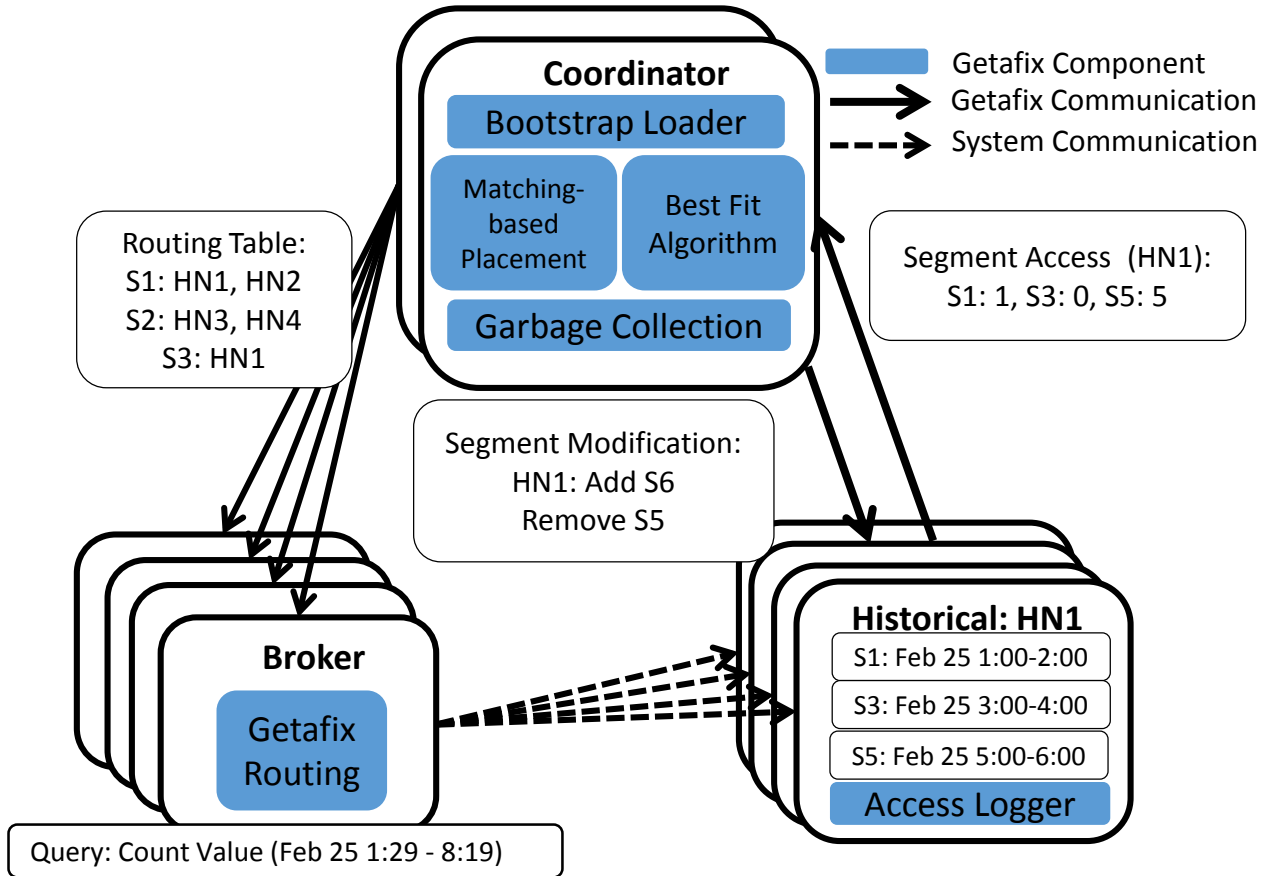 Coordinator
Bootstrap Loader
Matching-
based
Placement
Best Fit
Algorithm
Garbage Collection
Getafix Component
Getafix Communication
System Communication
Routing Table:
S1: HN1, HN2
S2: HN3, HN4
S3: HN1
Segment Access (HN1):
S1: 1, S3: 0, S5: 5
Segment Modification:
HN1: Add S6
Remove S5
Broker
Getafix
Routing
Query: Count Value (Feb 25 1:29 - 8:19)
Historical: HN1
S1: Feb 25 1:00-2:00
S3: Feb 25 3:00-4:00
S5: Feb 25 5:00-6:00
Access Logger